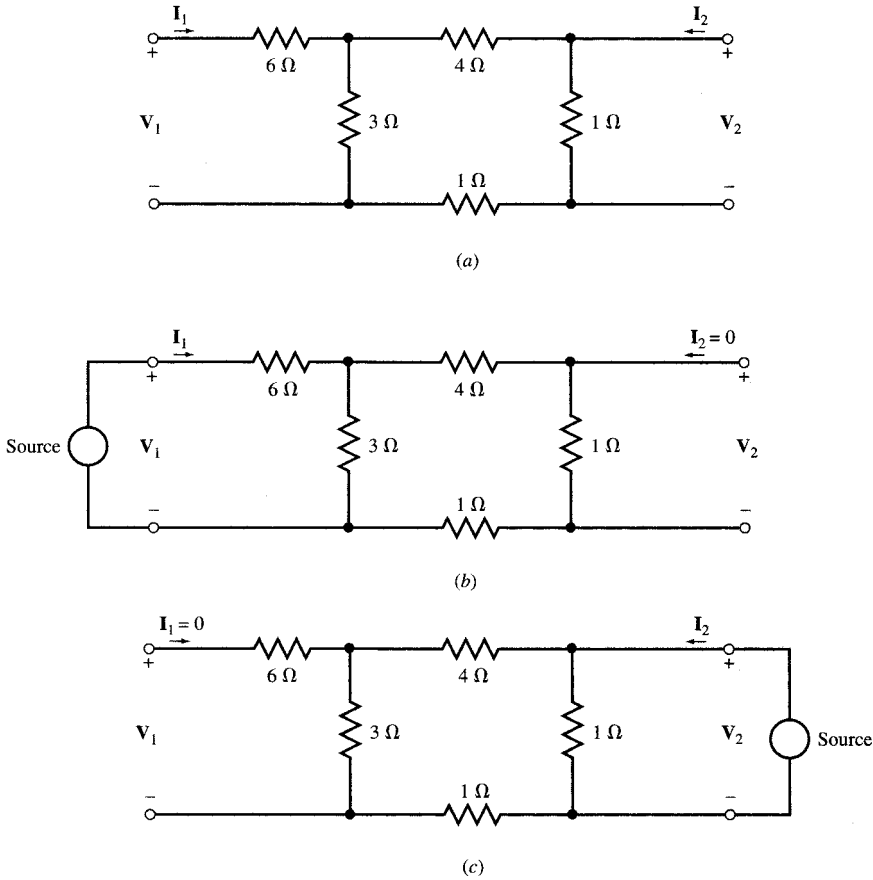 I₁ I₂
+ 6 Ω 4 Ω +
V₁ 3 Ω 1 Ω V₂
− 1 Ω −
(a)
I₁ I₂ = 0
+ 6 Ω 4 Ω +
Source V₁ 3 Ω 1 Ω V₂
− 1 Ω −
(b)
I₁ = 0 I₂
+ 6 Ω 4 Ω +
V₁ 3 Ω 1 Ω V₂ Source
− 1 Ω −
(c)